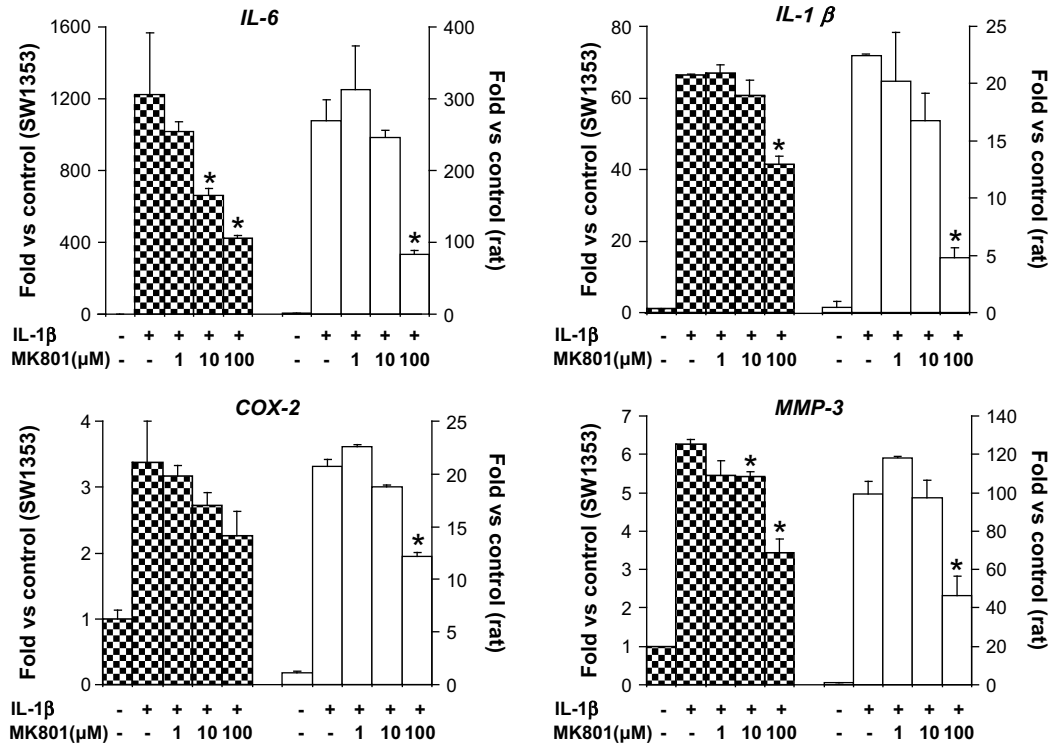 IL-6
Fold vs control (SW1353)
1600
1200
800
400
0
Fold vs control (rat)
400
300
200
100
0
* * *
IL-1β - + + + + - + + + +
MK801(µM) - - 1 10 100 - - 1 10 100
IL-1 β
Fold vs control (SW1353)
80
60
40
20
0
Fold vs control (rat)
25
20
15
10
5
0
* *
IL-1β - + + + + - + + + +
MK801(µM) - - 1 10 100 - - 1 10 100
COX-2
Fold vs control (SW1353)
4
3
2
1
0
Fold vs control (rat)
25
20
15
10
5
0
*
IL-1β - + + + + - + + + +
MK801(µM) - - 1 10 100 - - 1 10 100
MMP-3
Fold vs control (SW1353)
7
6
5
4
3
2
1
0
Fold vs control (rat)
140
120
100
80
60
40
20
0
* * *
IL-1β - + + + + - + + + +
MK801(µM) - - 1 10 100 - - 1 10 100